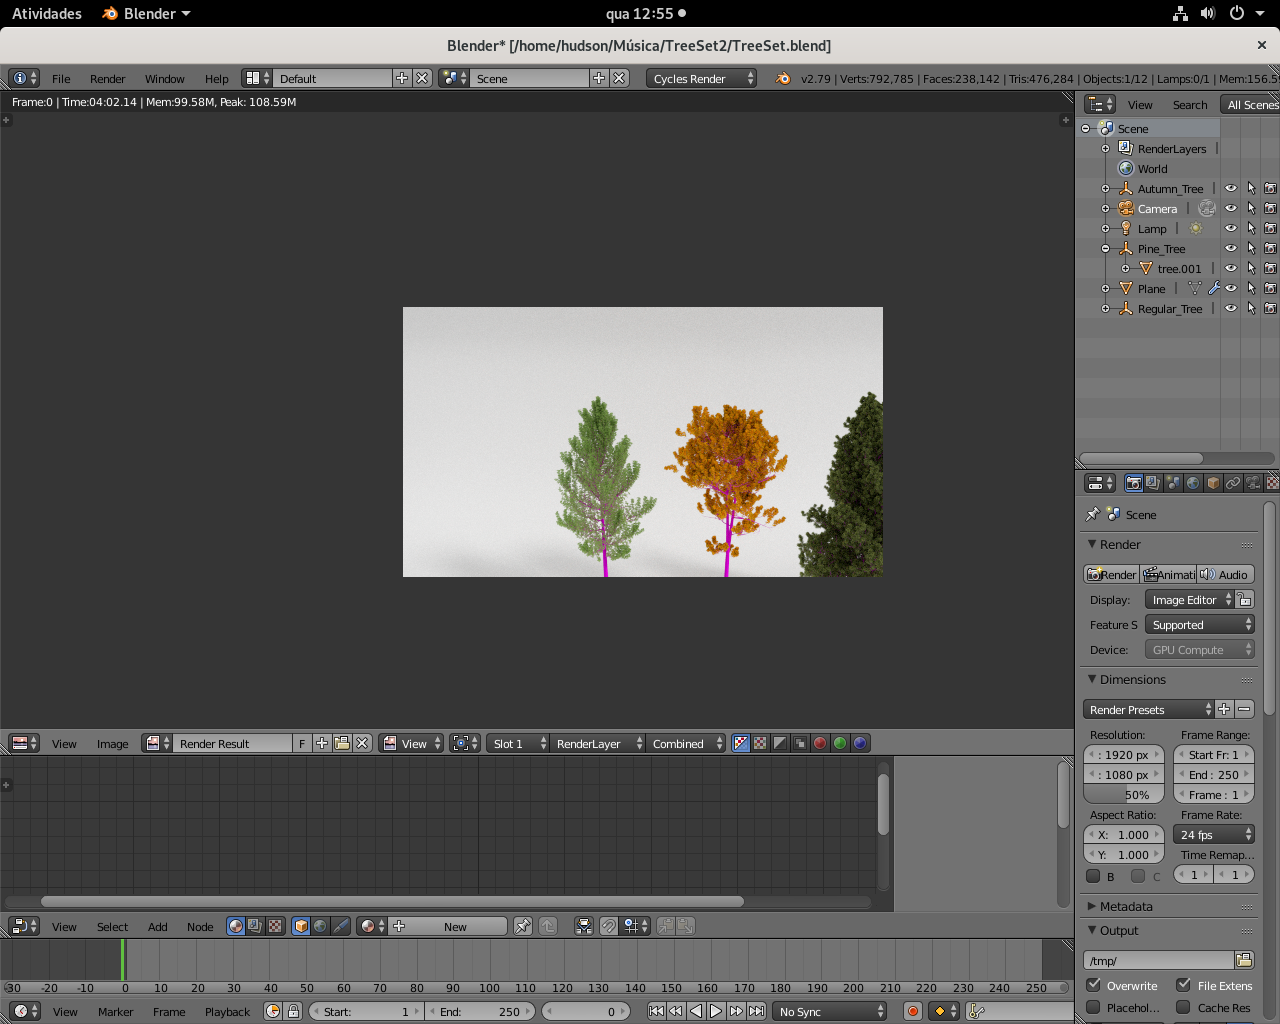 Atividades Blender qua 12:55
Blender* [/home/hudson/Música/TreeSet2/TreeSet.blend]
File Render Window Help Default Scene Cycles Render v2.79 | Verts:792,785 | Faces:238,142 | Tris:476,284 | Objects:1/12 | Lamps:0/1 | Mem:156.5
Frame:0 | Time:04:02.14 | Mem:99.58M, Peak: 108.59M
View Search All Scenes
Scene
RenderLayers
World
Autumn_Tree
Camera
Lamp
Pine_Tree
tree.001
Plane
Regular_Tree
Scene
Render
Render Animati Audio
Display: Image Editor
Feature S Supported
Device: GPU Compute
Dimensions
Render Presets
Resolution: Frame Range:
: 1920 px Start Fr: 1
: 1080 px End : 250
50% Frame : 1
Aspect Ratio: Frame Rate:
X: 1.000 24 fps
Y: 1.000 Time Remap...
B C 1 1
Metadata
Output
/tmp/
Overwrite File Extens
Placehol... Cache Res
View Image Render Result F View Slot 1 RenderLayer Combined
View Select Add Node New
-30 -20 -10 0 10 20 30 40 50 60 70 80 90 100 110 120 130 140 150 160 170 180 190 200 210 220 230 240 250
View Marker Frame Playback Start: 1 End: 250 0 No Sync